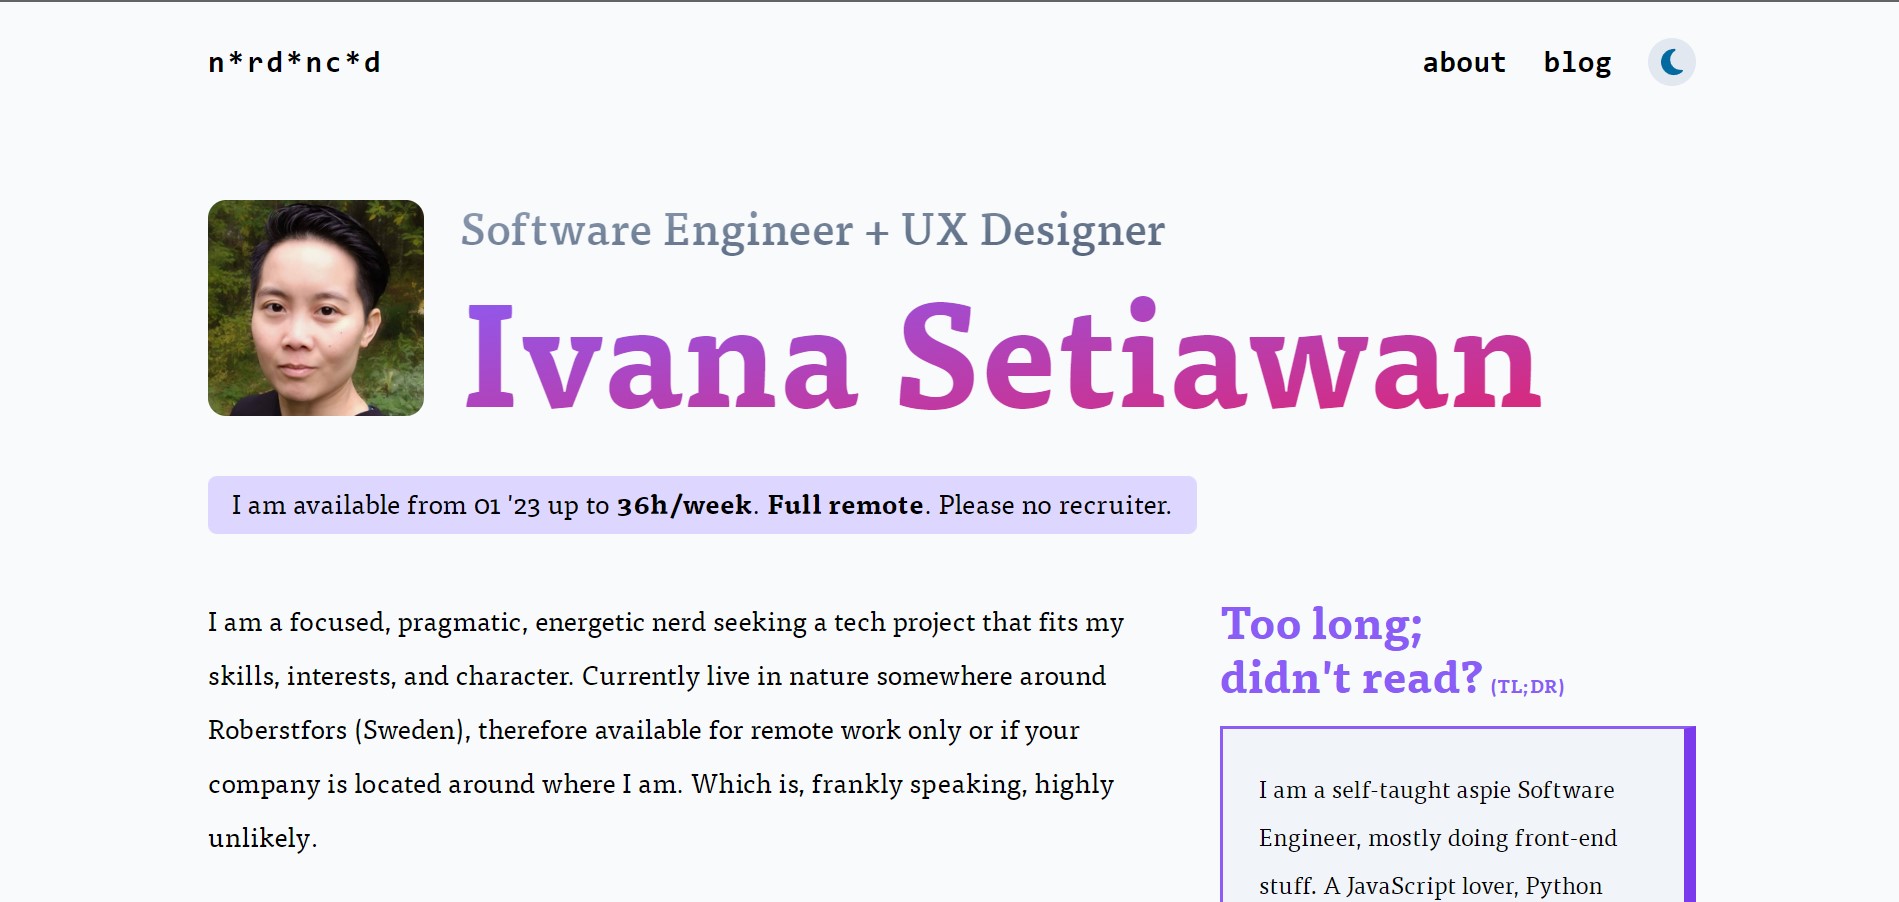 n*rd*nc*d
about blog
Software Engineer + UX Designer
Ivana Setiawan
I am available from 01 '23 up to 36h/week. Full remote. Please no recruiter.
I am a focused, pragmatic, energetic nerd seeking a tech project that fits my
skills, interests, and character. Currently live in nature somewhere around
Roberstfors (Sweden), therefore available for remote work only or if your
company is located around where I am. Which is, frankly speaking, highly
unlikely.
Too long;
didn't read? (TL;DR)
I am a self-taught aspie Software
Engineer, mostly doing front-end
stuff. A JavaScript lover, Python